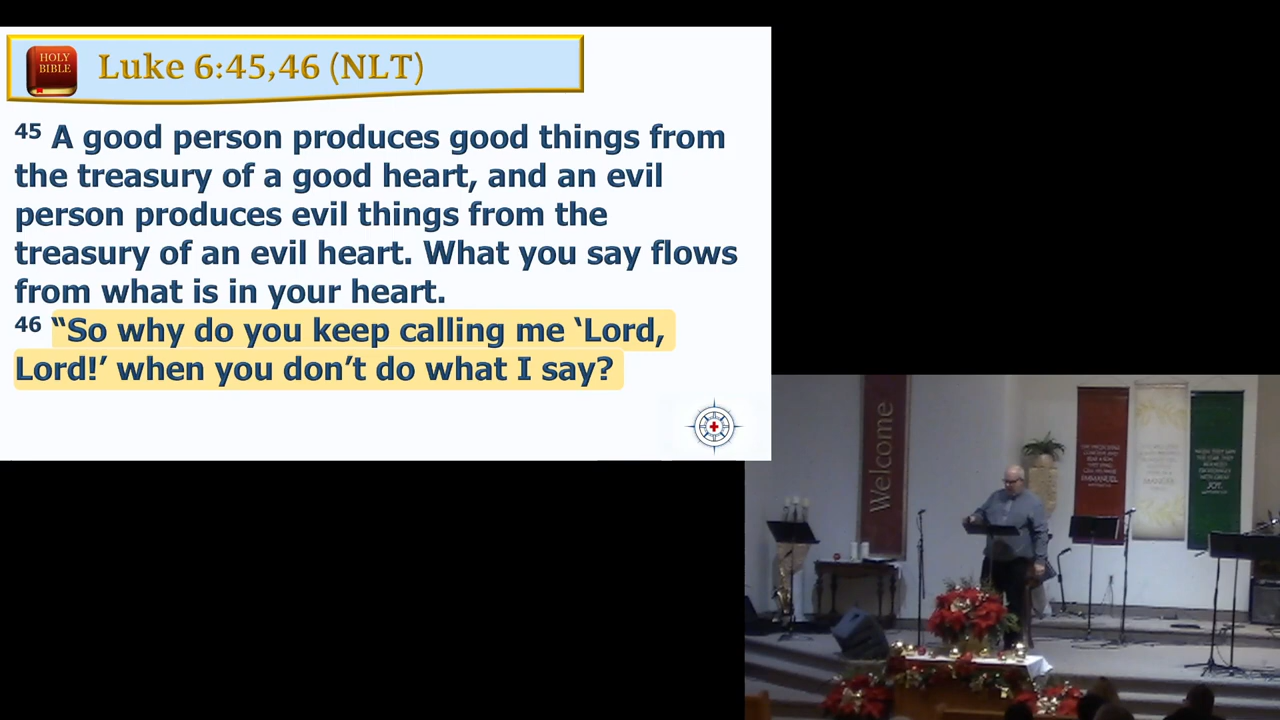 HOLY
BIBLE
Luke 6:45,46 (NLT)
45 A good person produces good things from
the treasury of a good heart, and an evil
person produces evil things from the
treasury of an evil heart. What you say flows
from what is in your heart.
46 “So why do you keep calling me ‘Lord,
Lord!’ when you don’t do what I say?
Welcome
EMMANUEL
JOY.